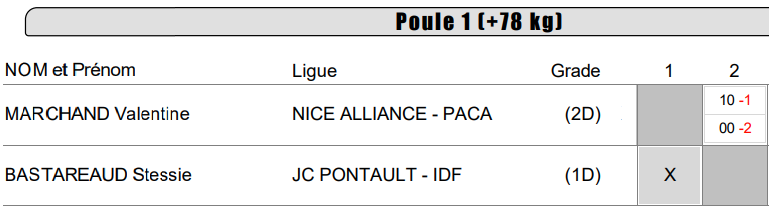 Poule 1 (+78 kg)
NOM et Prénom Ligue Grade 1 2
MARCHAND Valentine NICE ALLIANCE - PACA (2D) 10 -1
00 -2
BASTAREAUD Stessie JC PONTAULT - IDF (1D) X